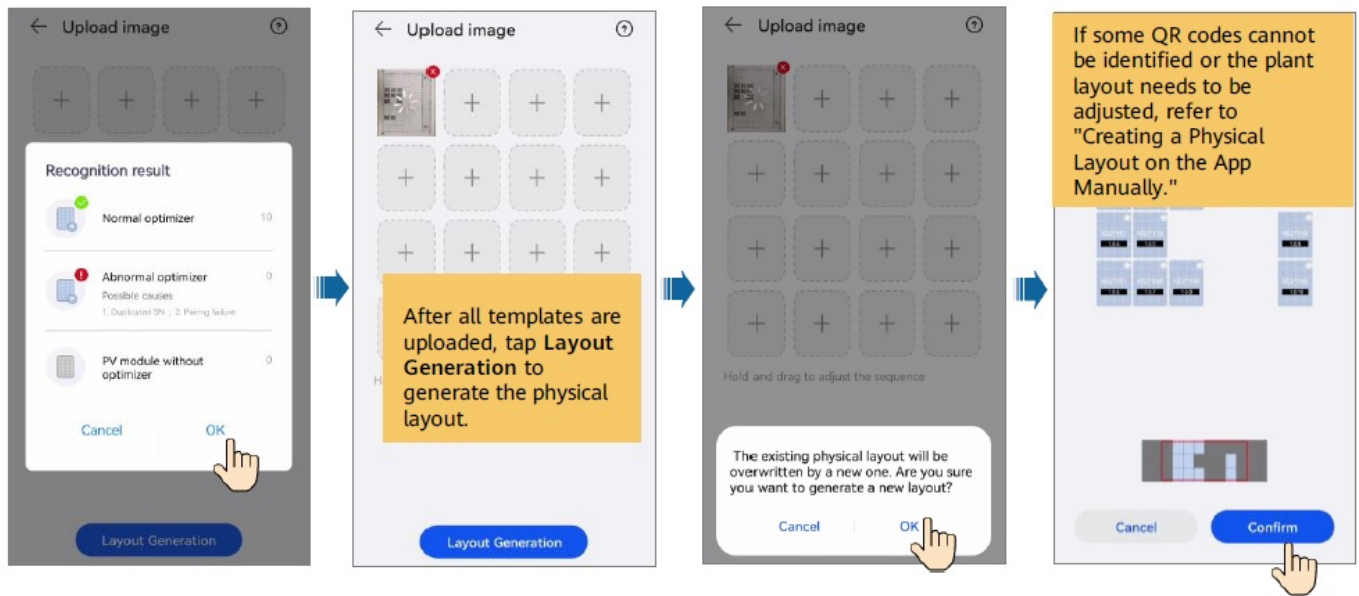 Upload image
Recognition result
Normal optimizer 10
Abnormal optimizer 0
Possible causes
1. Duplicated SN ; 2. Pairing failure
PV module without 0
optimizer
Cancel OK
Layout Generation
Upload image
After all templates are
uploaded, tap Layout
Generation to
generate the physical
layout.
Layout Generation
Upload image
Hold and drag to adjust the sequence
The existing physical layout will be
overwritten by a new one. Are you sure
you want to generate a new layout?
Cancel OK
If some QR codes cannot
be identified or the plant
layout needs to be
adjusted, refer to
"Creating a Physical
Layout on the App
Manually."
Cancel Confirm